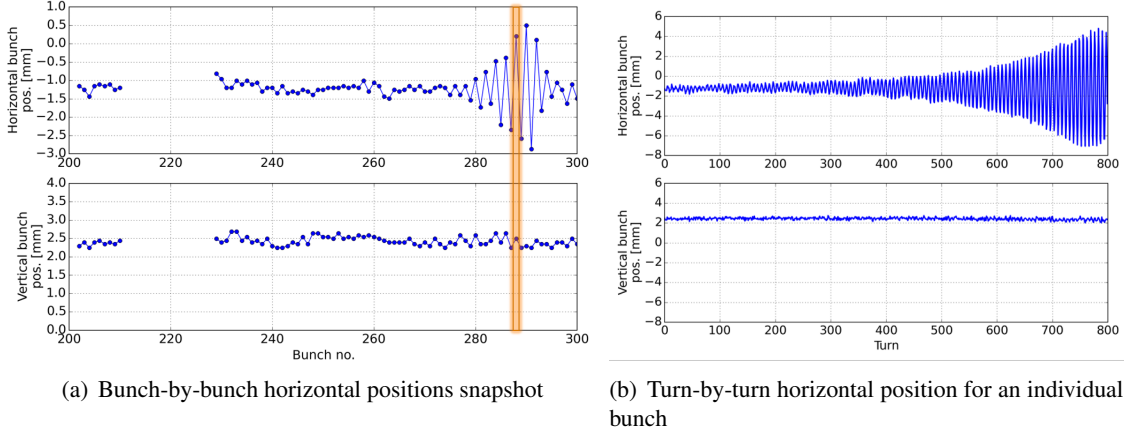 1.0
0.5
0.0
−0.5
−1.0
−1.5
−2.0
−2.5
−3.0
Horizontal bunch
pos. [mm]
200 220 240 260 280 300
4.0
3.5
3.0
2.5
2.0
1.5
1.0
0.5
0.0
Vertical bunch
pos. [mm]
200 220 240 260 280 300
Bunch no.
(a) Bunch-by-bunch horizontal positions snapshot
6
4
2
0
−2
−4
−6
−8
Horizontal bunch
pos. [mm]
0 100 200 300 400 500 600 700 800
6
4
2
0
−2
−4
−6
−8
Vertical bunch
pos. [mm]
0 100 200 300 400 500 600 700 800
Turn
(b) Turn-by-turn horizontal position for an individual
bunch